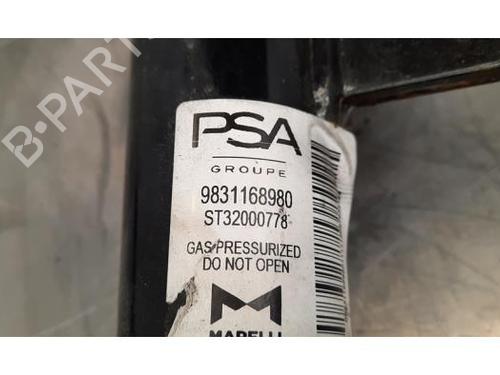 PSA
GROUPE
9831168980
ST32000778
GAS PRESSURIZED
DO NOT OPEN
MARELLI
B-PARTS